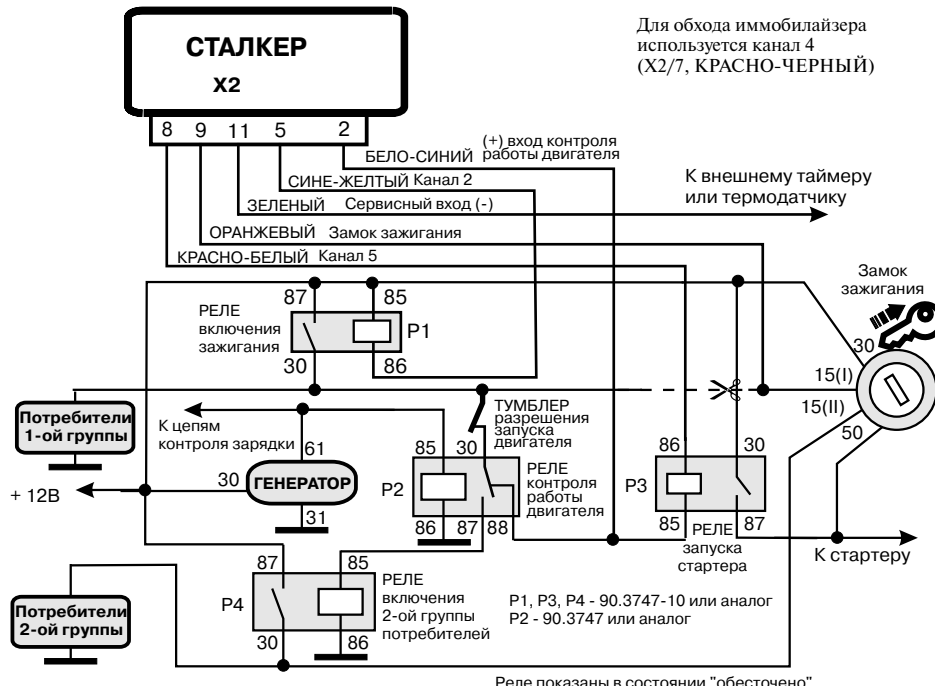 СТАЛКЕР
X2
Для обхода иммобилайзера
используется канал 4
(X2/7, КРАСНО-ЧЕРНЫЙ)
8 9 11 5 2
(+) вход контроля
БЕЛО-СИНИЙ работы двигателя
СИНЕ-ЖЕЛТЫЙ Канал 2
ЗЕЛЕНЫЙ Сервисный вход (-)
К внешнему таймеру
или термодатчику
ОРАНЖЕВЫЙ Замок зажигания
КРАСНО-БЕЛЫЙ Канал 5
Замок
зажигания
87 85
РЕЛЕ
включения
зажигания
P1
30 86
30
15(I)
15(II)
50
Потребители
1-ой группы
К цепям
контроля зарядки
ТУМБЛЕР
разрешения
запуска
двигателя
61
30
ГЕНЕРАТОР
31
+ 12В
85 30
P2
РЕЛЕ
контроля
работы
двигателя
86 87 88
86 30
P3
85 87
РЕЛЕ
запуска
стартера
К стартеру
87 85
P4
РЕЛЕ
включения
2-ой группы
потребителей
30 86
Потребители
2-ой группы
P1, P3, P4 - 90.3747-10 или аналог
P2 - 90.3747 или аналог
Реле показаны в состоянии "обесточено"